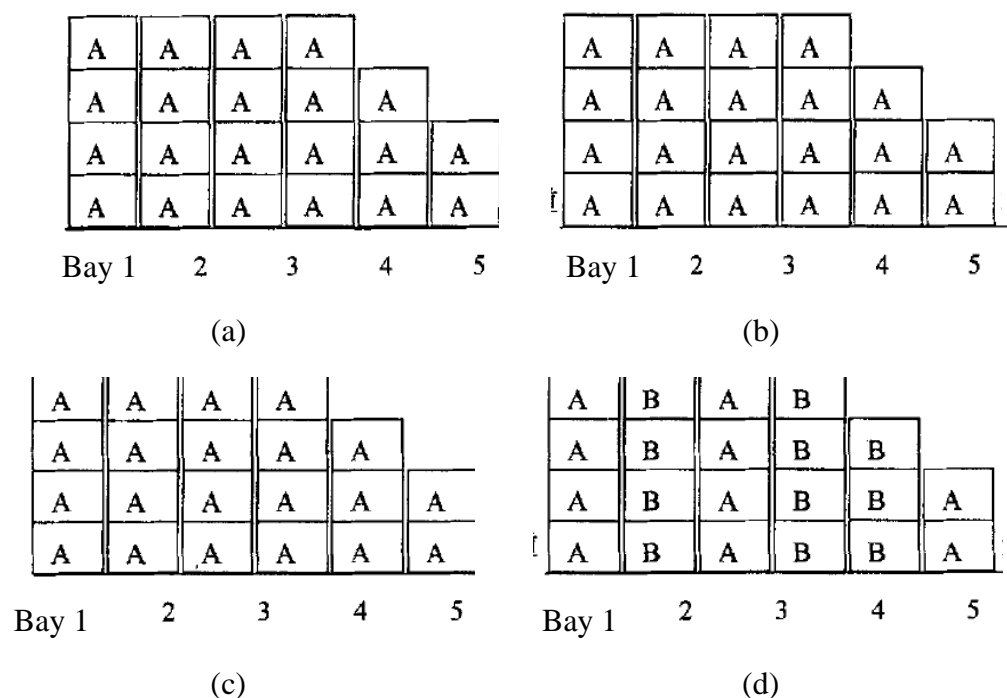 A A A A
A A A A A
A A A A A A
A A A A A A
Bay 1 2 3 4 5
(a)
A A A A
A A A A A
A A A A A A
A A A A A A
Bay 1 2 3 4 5
(b)
A A A A
A A A A A
A A A A A A
A A A A A A
Bay 1 2 3 4 5
(c)
A B A B
A B A B B
A B A B B A
A B A B B A
Bay 1 2 3 4 5
(d)